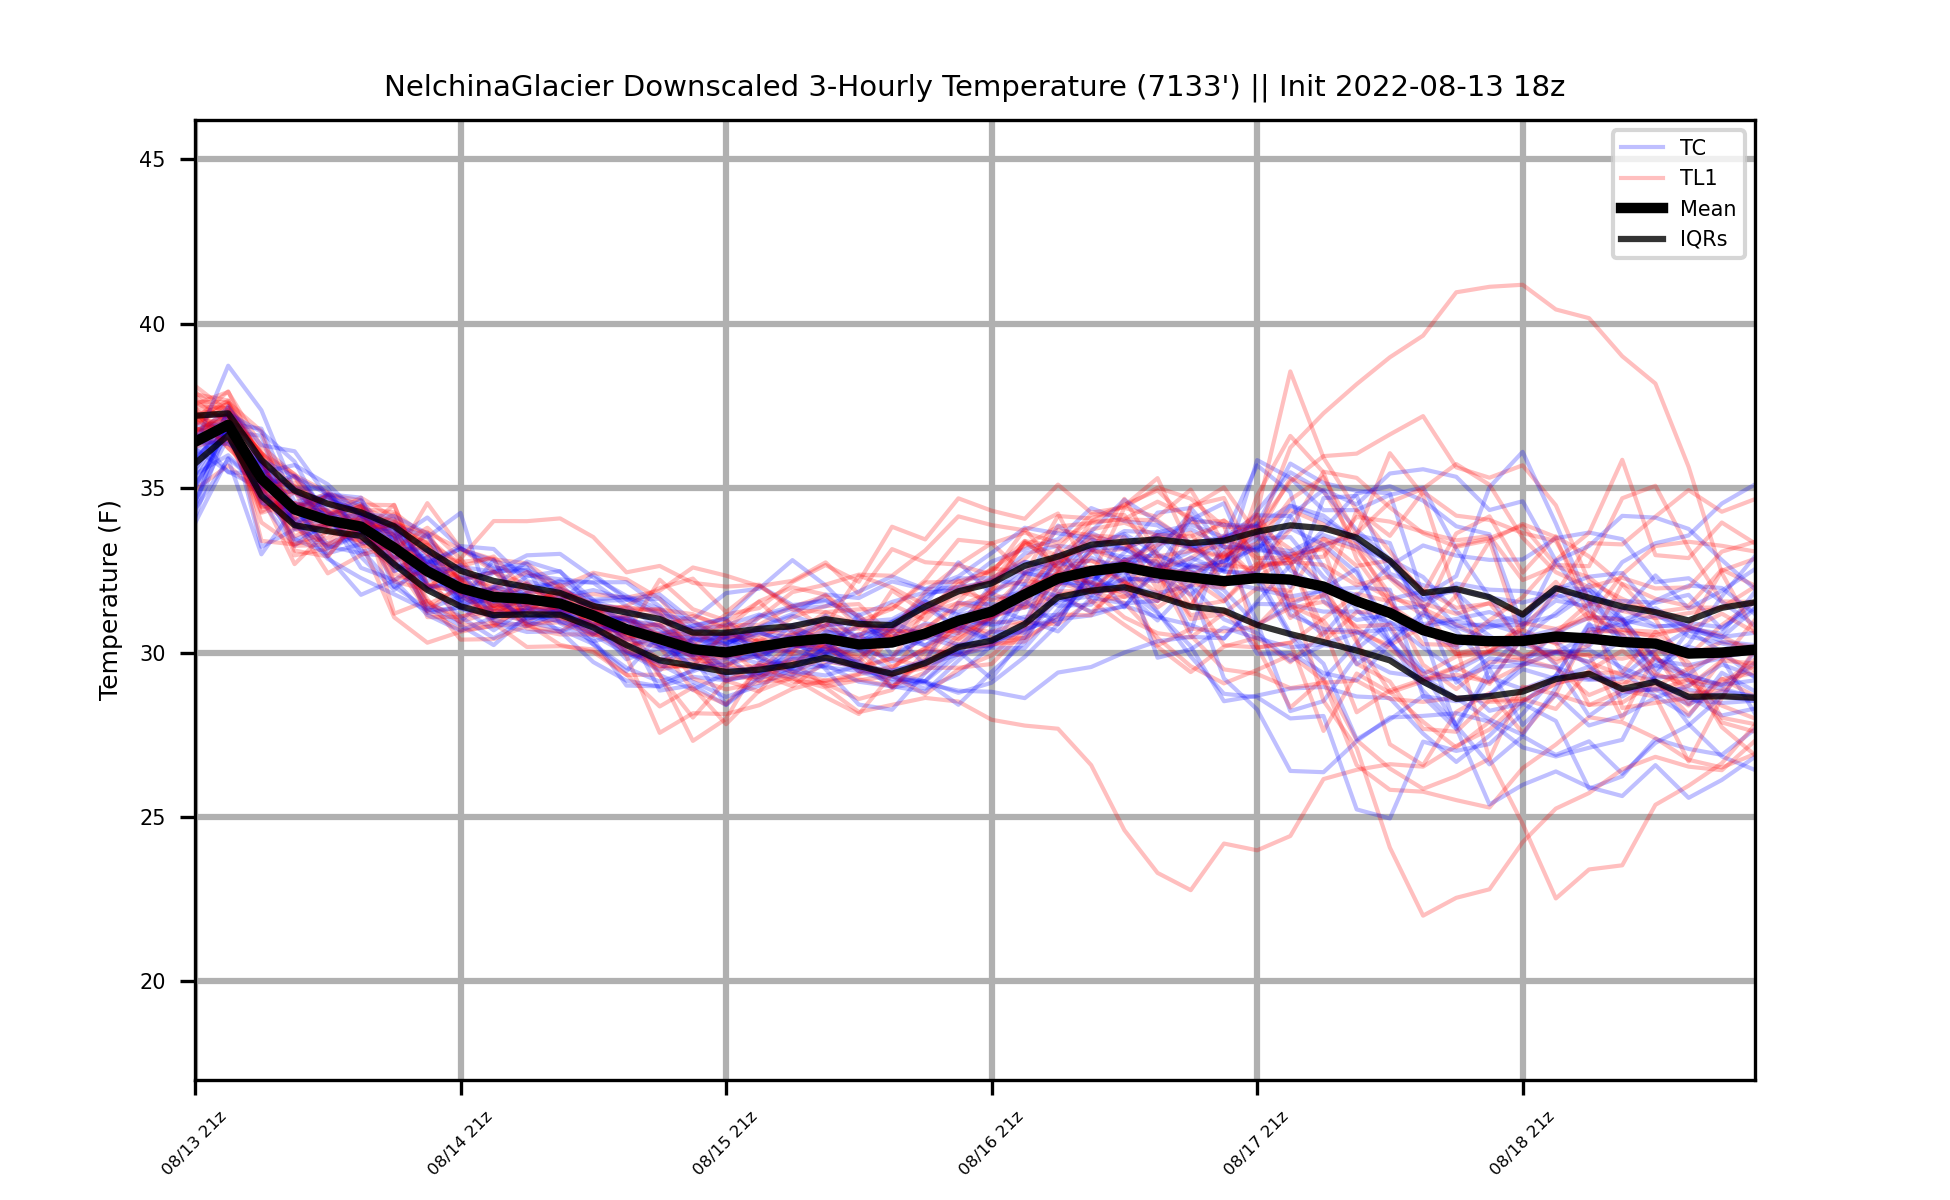 NelchinaGlacier Downscaled 3-Hourly Temperature (7133') || Init 2022-08-13 18z
TC
TL1
Mean
IQRs
Temperature (F)
45
40
35
30
25
20
08/13 21z
08/14 21z
08/15 21z
08/16 21z
08/17 21z
08/18 21z